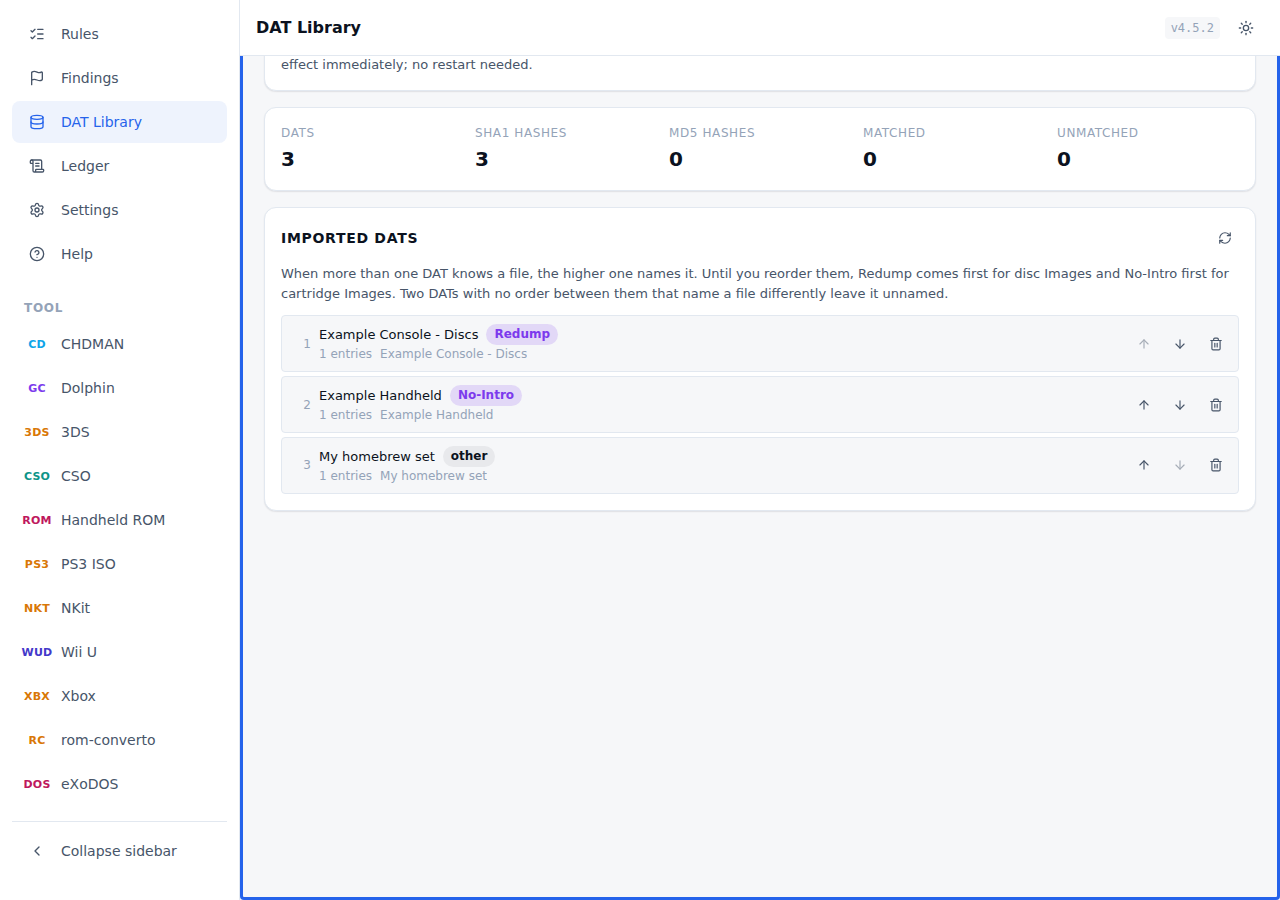 Rules
Findings
DAT Library
Ledger
Settings
Help
TOOL
CD CHDMAN
GC Dolphin
3DS 3DS
CSO CSO
ROM Handheld ROM
PS3 PS3 ISO
NKT NKit
WUD Wii U
XBX Xbox
RC rom-converto
DOS eXoDOS
Collapse sidebar
DAT Library
v4.5.2
effect immediately; no restart needed.
DATS
3
SHA1 HASHES
3
MD5 HASHES
0
MATCHED
0
UNMATCHED
0
IMPORTED DATS
When more than one DAT knows a file, the higher one names it. Until you reorder them, Redump comes first for disc Images and No-Intro first for
cartridge Images. Two DATs with no order between them that name a file differently leave it unnamed.
1 Example Console - Discs Redump
1 entries Example Console - Discs
2 Example Handheld No-Intro
1 entries Example Handheld
3 My homebrew set other
1 entries My homebrew set